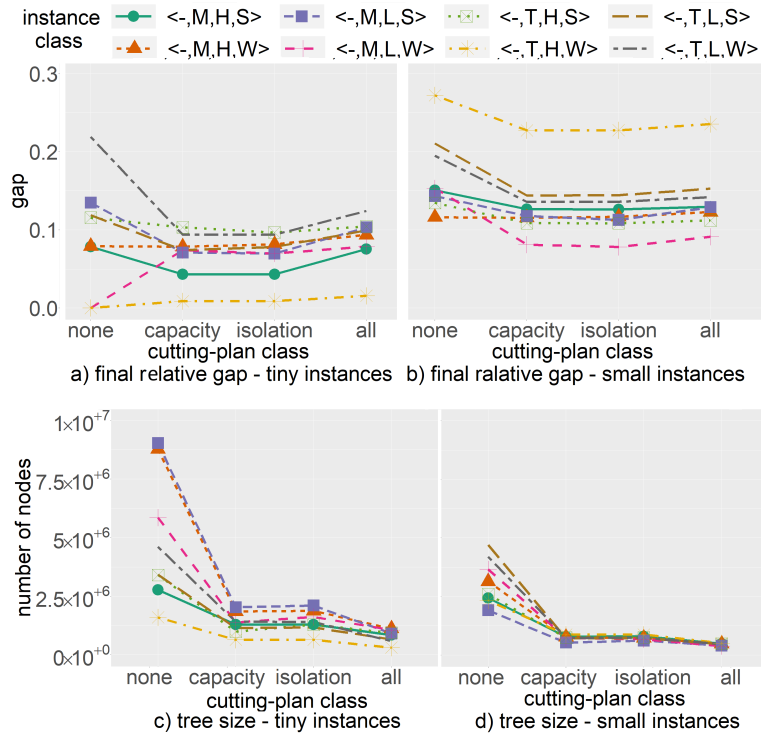 instance class
<-,M,H,S> <-,M,L,S> <-,T,H,S> <-,T,L,S>
<-,M,H,W> <-,M,L,W> <-,T,H,W> <-,T,L,W>
gap
0.3
0.2
0.1
0.0
none capacity isolation all
cutting-plan class
a) final relative gap - tiny instances
none capacity isolation all
cutting-plan class
b) final ralative gap - small instances
number of nodes
1×10⁺⁷
7.5×10⁺⁶
5×10⁺⁶
2.5×10⁺⁶
0×10⁺⁰
none capacity isolation all
cutting-plan class
c) tree size - tiny instances
none capacity isolation all
cutting-plan class
d) tree size - small instances